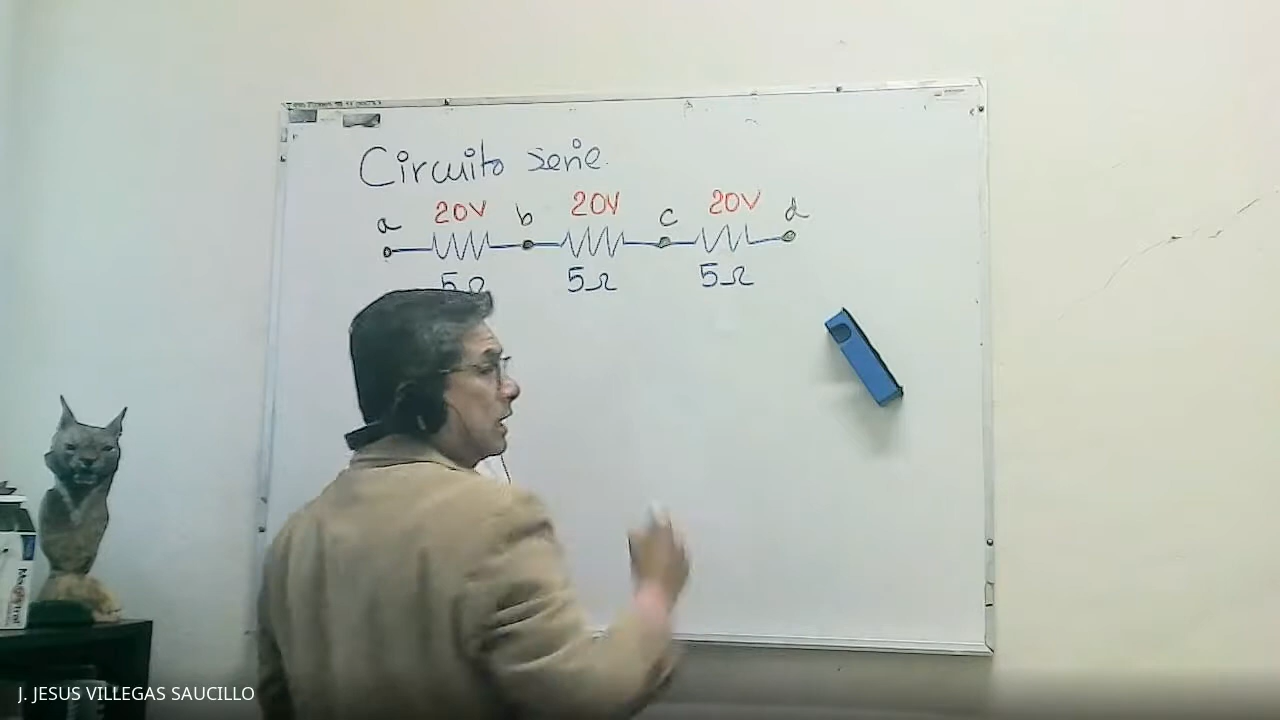 Circuito serie.
20V 20V 20V
a b c d
5Ω 5Ω 5Ω
J. JESUS VILLEGAS SAUCILLO